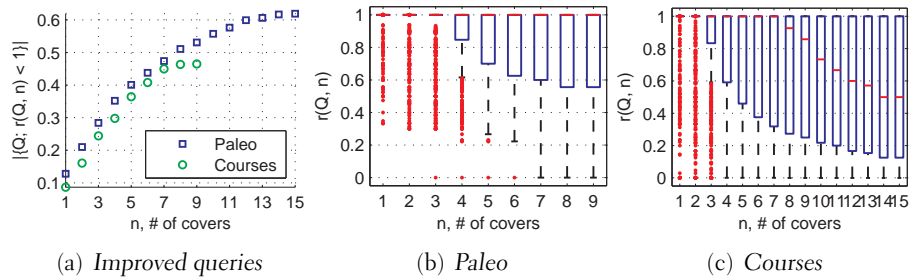 |{Q; r(Q, n) < 1}|
0.6
0.5
0.4
0.3
0.2
0.1
1 3 5 7 9 11 13 15
n, # of covers
Paleo
Courses
(a) Improved queries
r(Q, n)
1
0.8
0.6
0.4
0.2
0
1 2 3 4 5 6 7 8 9
n, # of covers
(b) Paleo
r(Q, n)
1
0.8
0.6
0.4
0.2
0
1 2 3 4 5 6 7 8 9 10 11 12 13 14 15
n, # of covers
(c) Courses